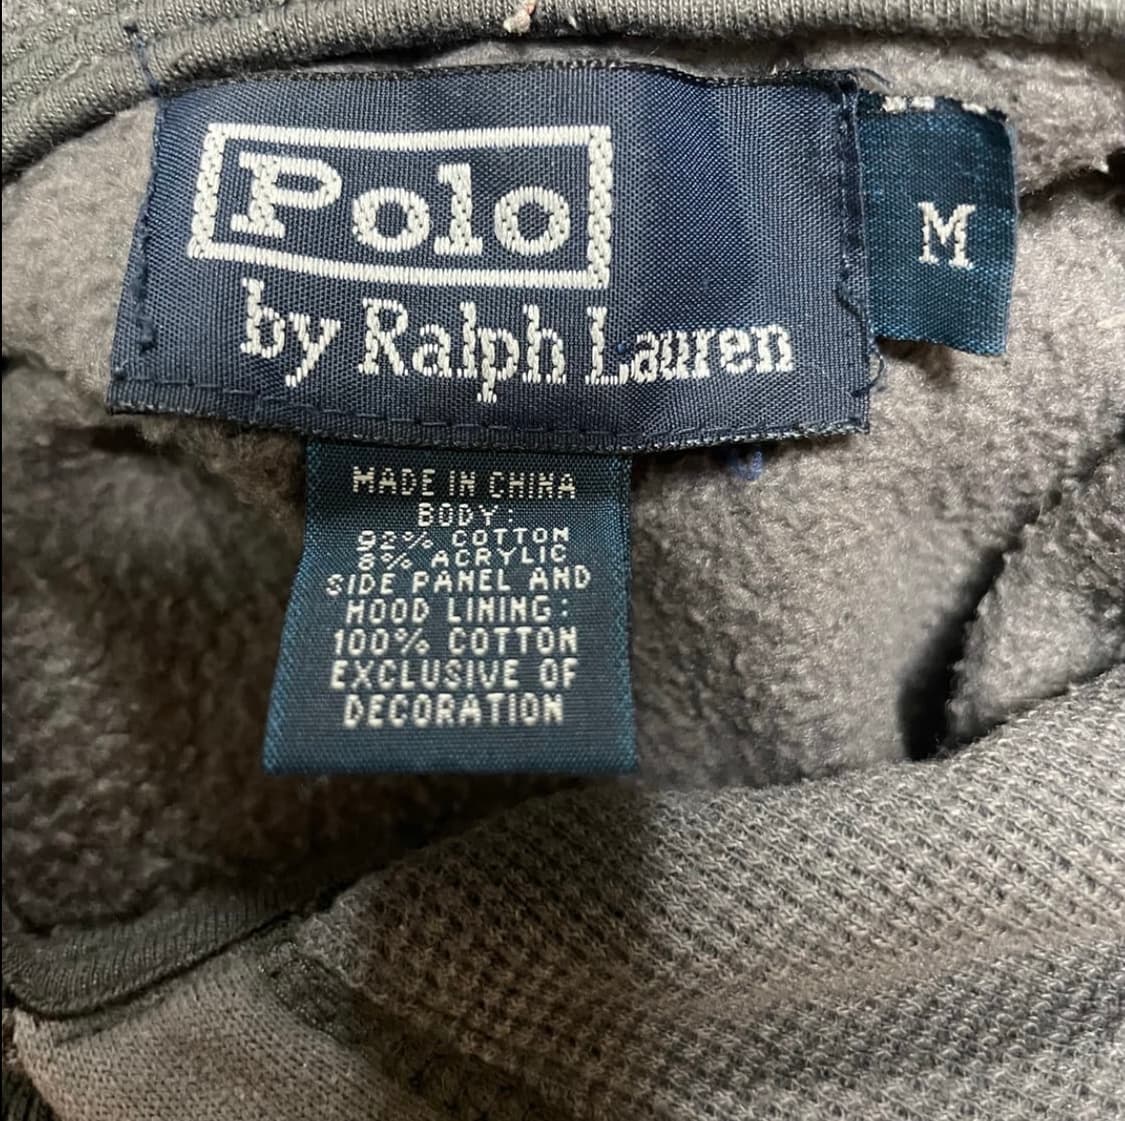 Polo
by Ralph Lauren
M
MADE IN CHINA
BODY:
92% COTTON
8% ACRYLIC
SIDE PANEL AND
HOOD LINING:
100% COTTON
EXCLUSIVE OF
DECORATION